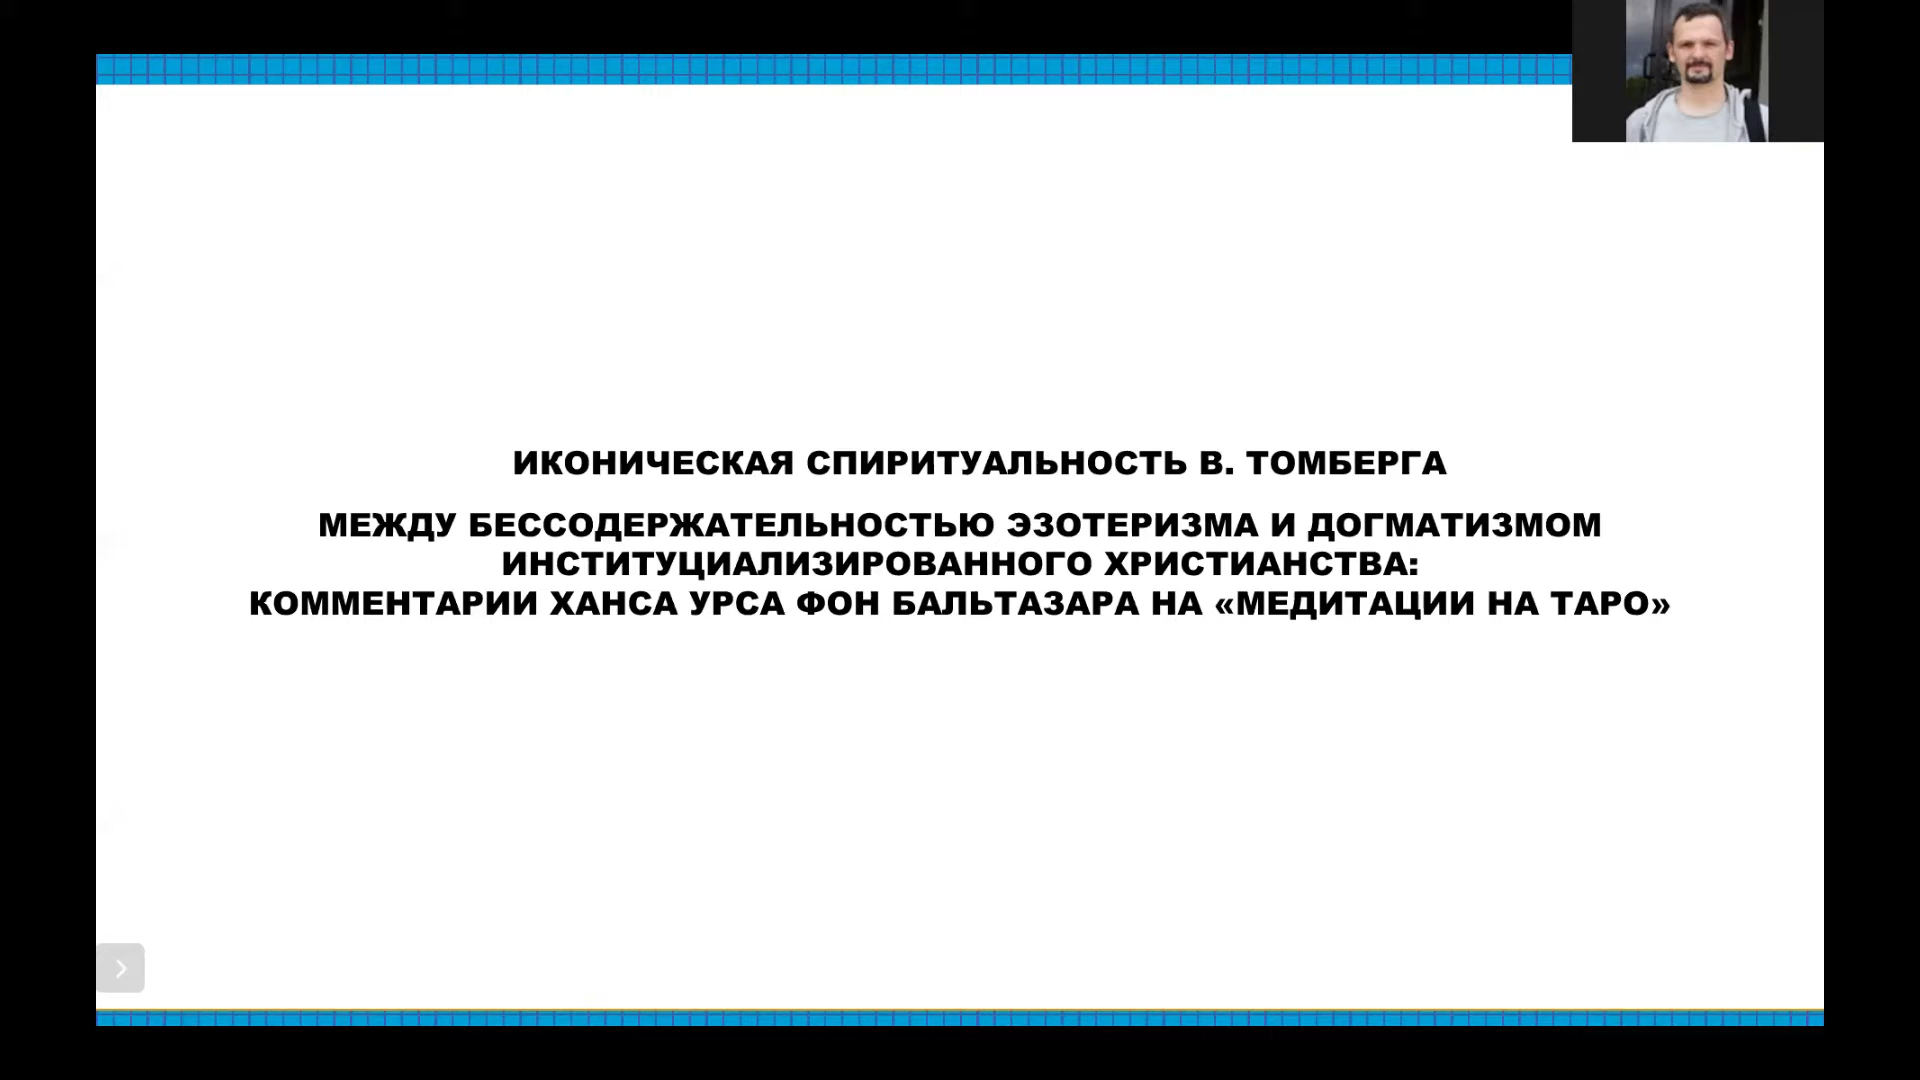 ИКОНИЧЕСКАЯ СПИРИТУАЛЬНОСТЬ В. ТОМБЕРГА
МЕЖДУ БЕССОДЕРЖАТЕЛЬНОСТЬЮ ЭЗОТЕРИЗМА И ДОГМАТИЗМОМ
ИНСТИТУЦИАЛИЗИРОВАННОГО ХРИСТИАНСТВА:
КОММЕНТАРИИ ХАНСА УРСА ФОН БАЛЬТАЗАРА НА «МЕДИТАЦИИ НА ТАРО»